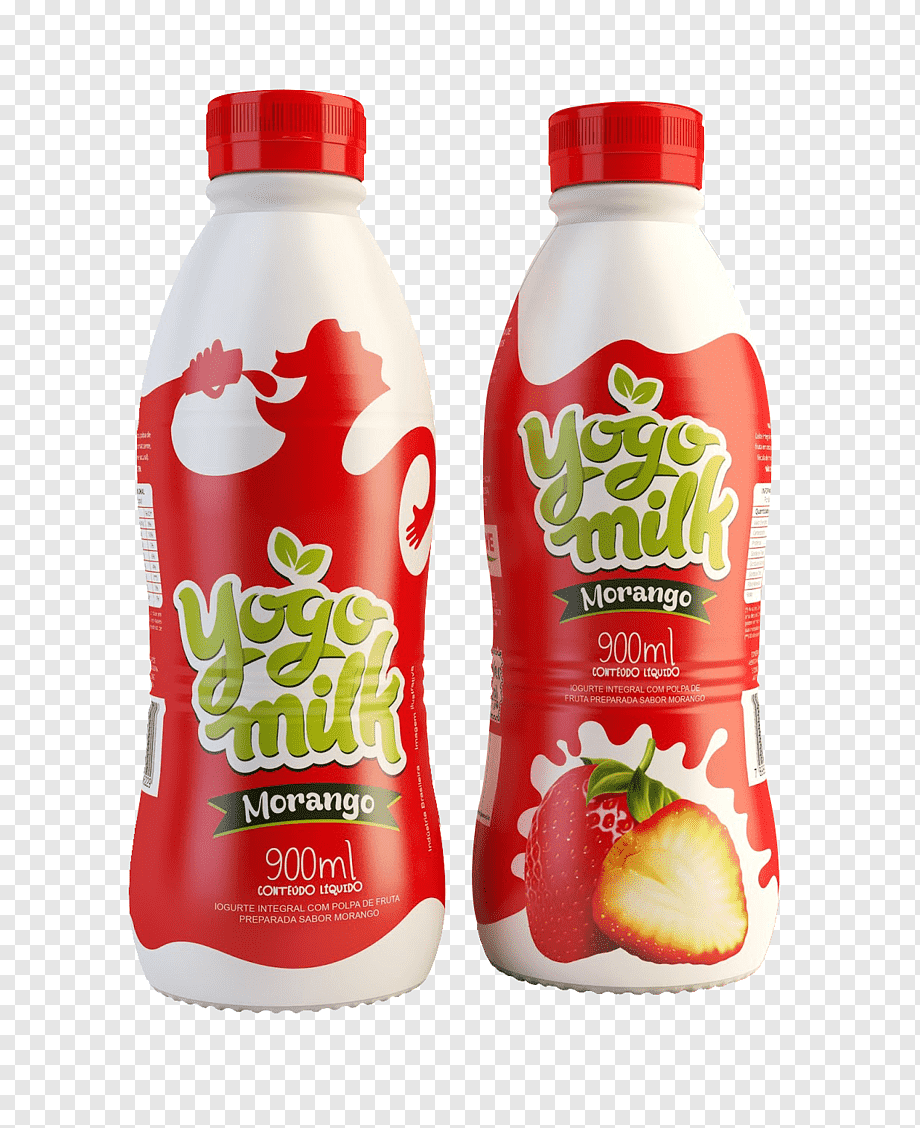 Yogo
milk
Morango
900ml
CONTEÚDO LÍQUIDO
IOGURTE INTEGRAL COM POLPA DE FRUTA
PREPARADA SABOR MORANGO
Indústria Brasileira
Imagem ilustrativa
Yogo
milk
Morango
900ml
CONTEÚDO LÍQUIDO
IOGURTE INTEGRAL COM POLPA DE
FRUTA PREPARADA SABOR MORANGO